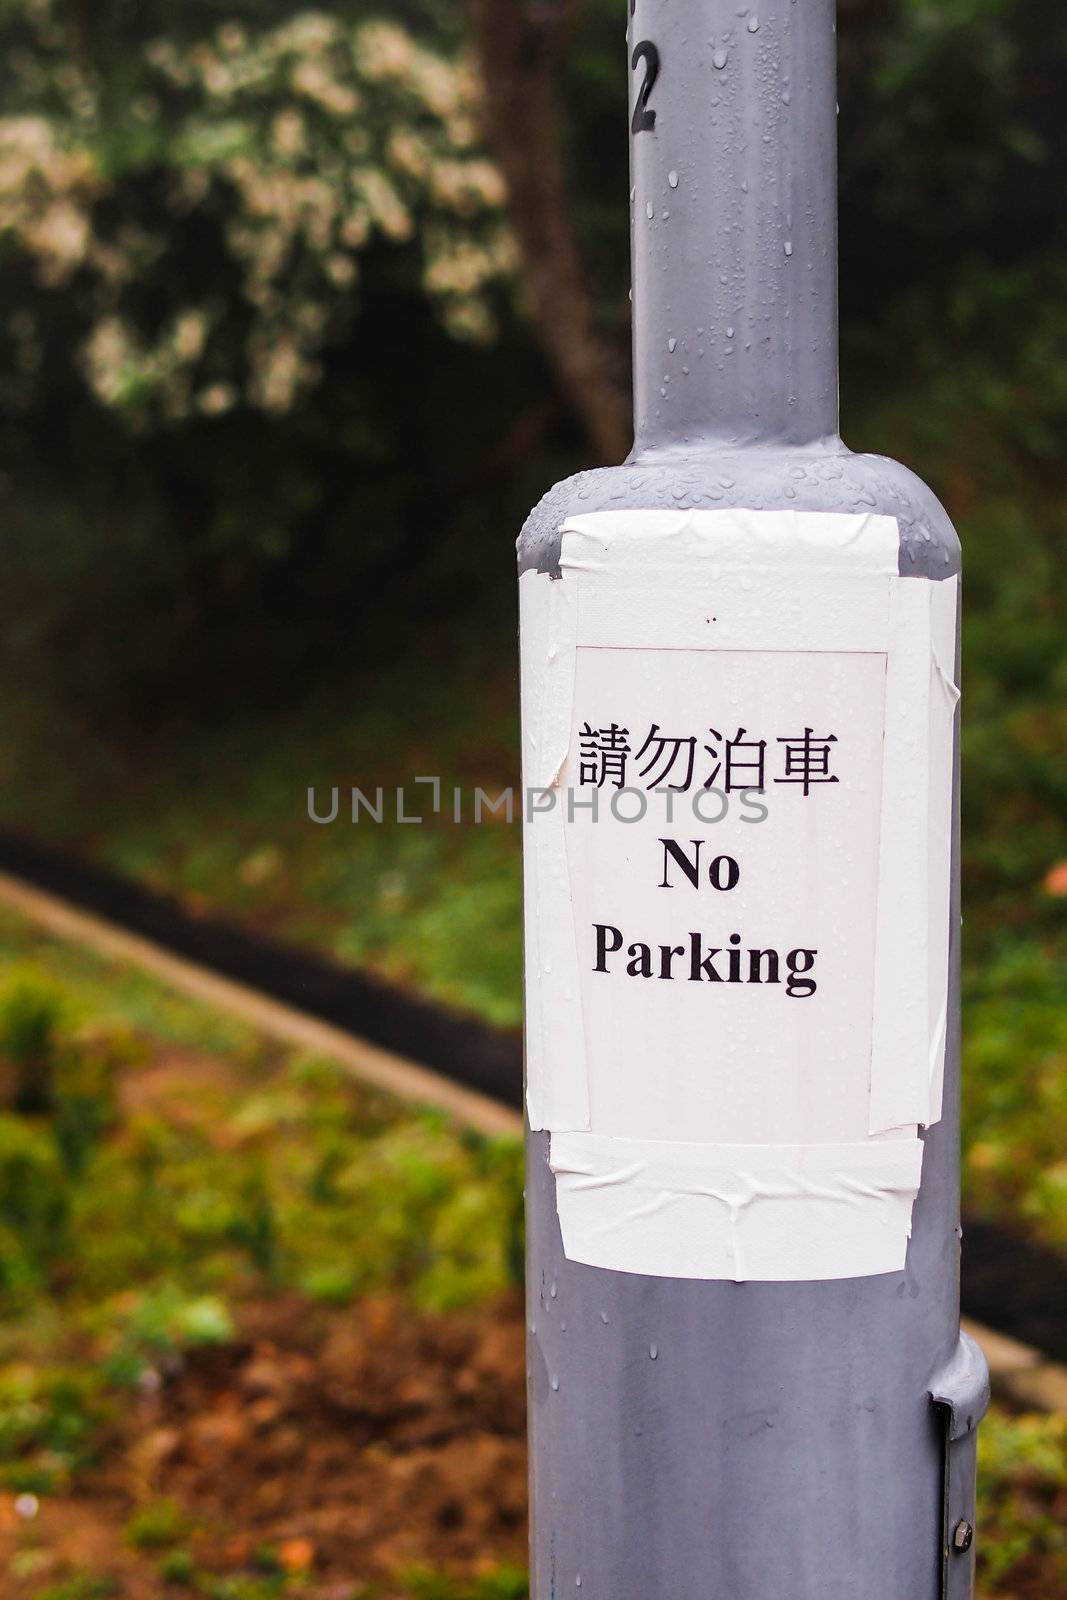 2
請勿泊車
UNLIMPHOTOS
No
Parking